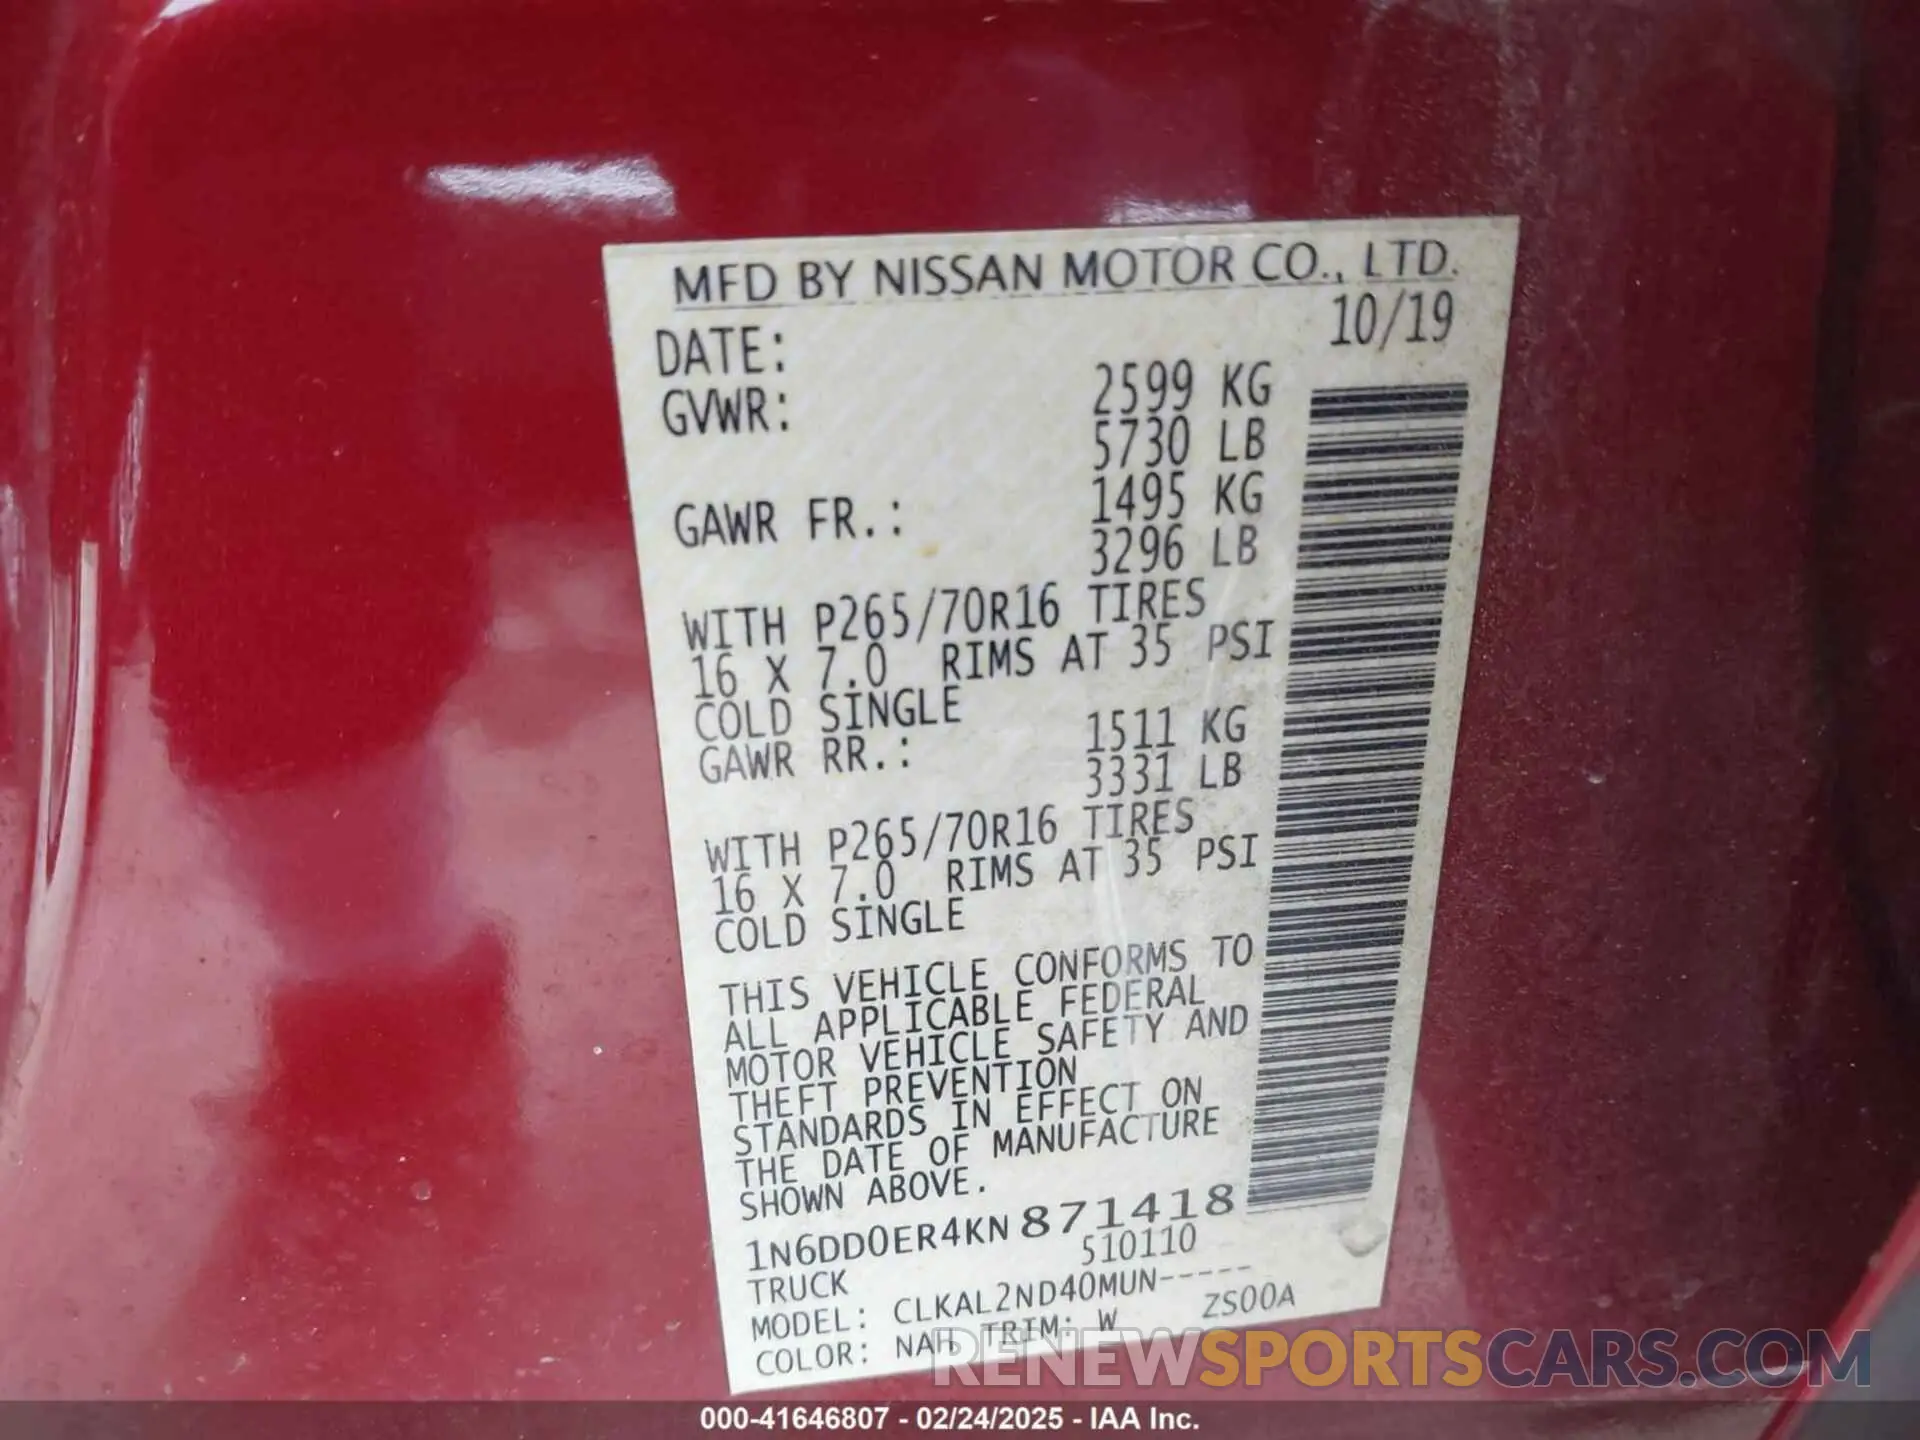 MFD BY NISSAN MOTOR CO., LTD.
DATE: 10/19
GVWR: 2599 KG
5730 LB
GAWR FR.: 1495 KG
3296 LB
WITH P265/70R16 TIRES
16 X 7.0 RIMS AT 35 PSI
COLD SINGLE
GAWR RR.: 1511 KG
3331 LB
WITH P265/70R16 TIRES
16 X 7.0 RIMS AT 35 PSI
COLD SINGLE
THIS VEHICLE CONFORMS TO
ALL APPLICABLE FEDERAL
MOTOR VEHICLE SAFETY AND
THEFT PREVENTION
STANDARDS IN EFFECT ON
THE DATE OF MANUFACTURE
SHOWN ABOVE.
1N6DD0ER4KN871418
TRUCK 510110
MODEL: CLKAL2ND40MUN-----
COLOR: NAH TRIM: W ZS00A
RENEWSPORTSCARS.COM
000-41646807 - 02/24/2025 - IAA Inc.